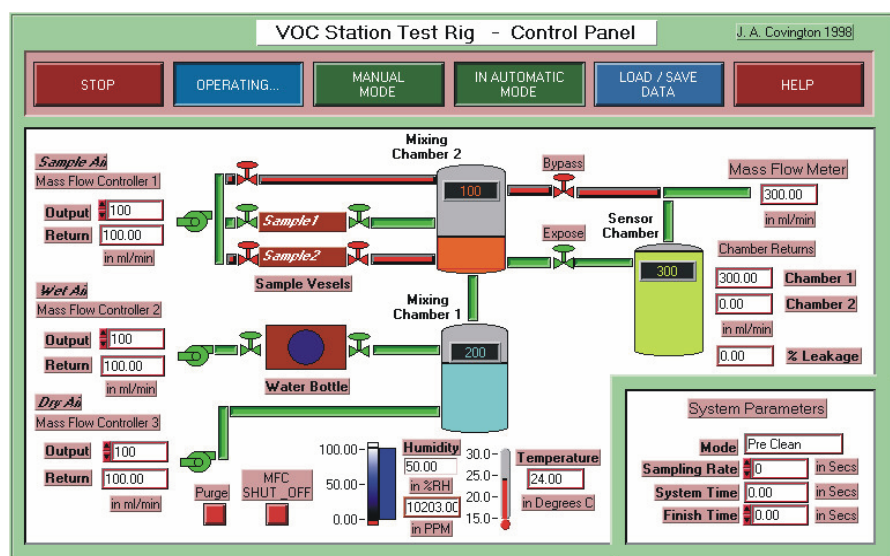 VOC Station Test Rig - Control Panel
J. A. Covington 1998
STOP
OPERATING...
MANUAL
MODE
IN AUTOMATIC
MODE
LOAD / SAVE
DATA
HELP
Sample Air
Mass Flow Controller 1
Output 100
Return 100.00
in ml/min
Sample1
Sample2
Sample Vessels
Mixing
Chamber 2
100
Bypass
Expose
Mass Flow Meter
300.00
in ml/min
Sensor
Chamber
300
Chamber Returns
300.00 Chamber 1
0.00 Chamber 2
in ml/min
0.00 % Leakage
Wet Air
Mass Flow Controller 2
Output 100
Return 100.00
in ml/min
Water Bottle
Mixing
Chamber 1
200
Dry Air
Mass Flow Controller 3
Output 100
Return 100.00
in ml/min
Purge
MFC
SHUT_OFF
100.00
50.00
0.00
Humidity
50.00
in %RH
10203.00
in PPM
30.0
25.0
20.0
15.0
Temperature
24.00
in Degrees C
System Parameters
Mode Pre Clean
Sampling Rate 0 in Secs
System Time 0.00 in Secs
Finish Time 0.00 in Secs